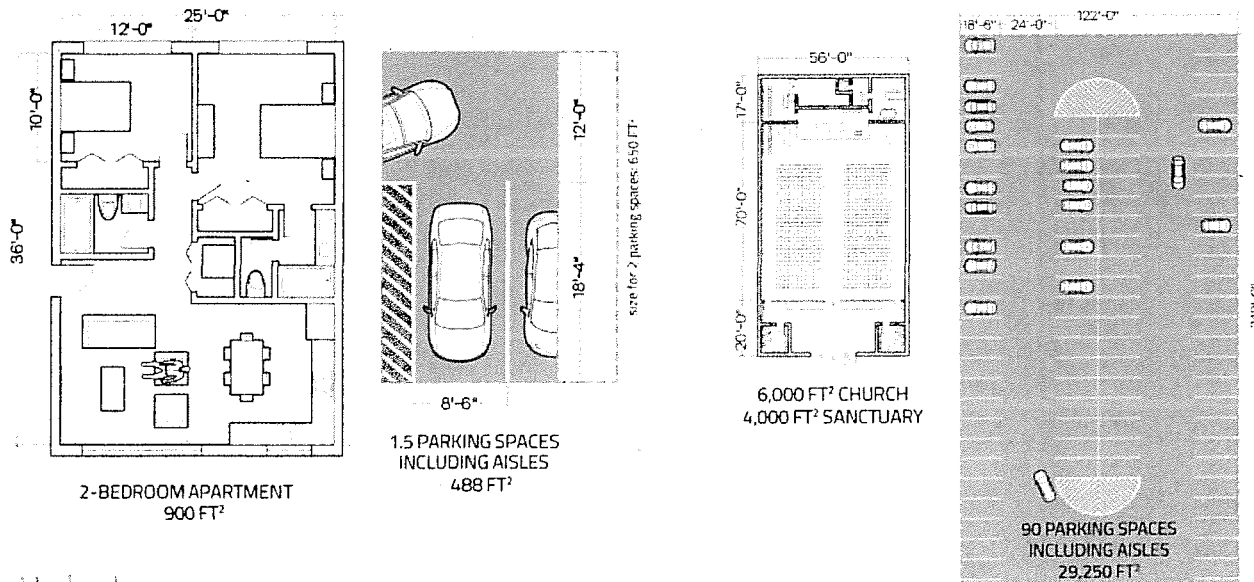 25'-0"
12'-0"
10'-0"
36'-0"
2-BEDROOM APARTMENT
900 FT²
12'-0"
18'-4"
size for 2 parking spaces: 650 FT²
8'-6"
1.5 PARKING SPACES
INCLUDING AISLES
488 FT²
56'-0"
17'-0"
70'-0"
20'-0"
6,000 FT² CHURCH
4,000 FT² SANCTUARY
122'-0"
18'-6"
24'-0"
90 PARKING SPACES
INCLUDING AISLES
29,250 FT²